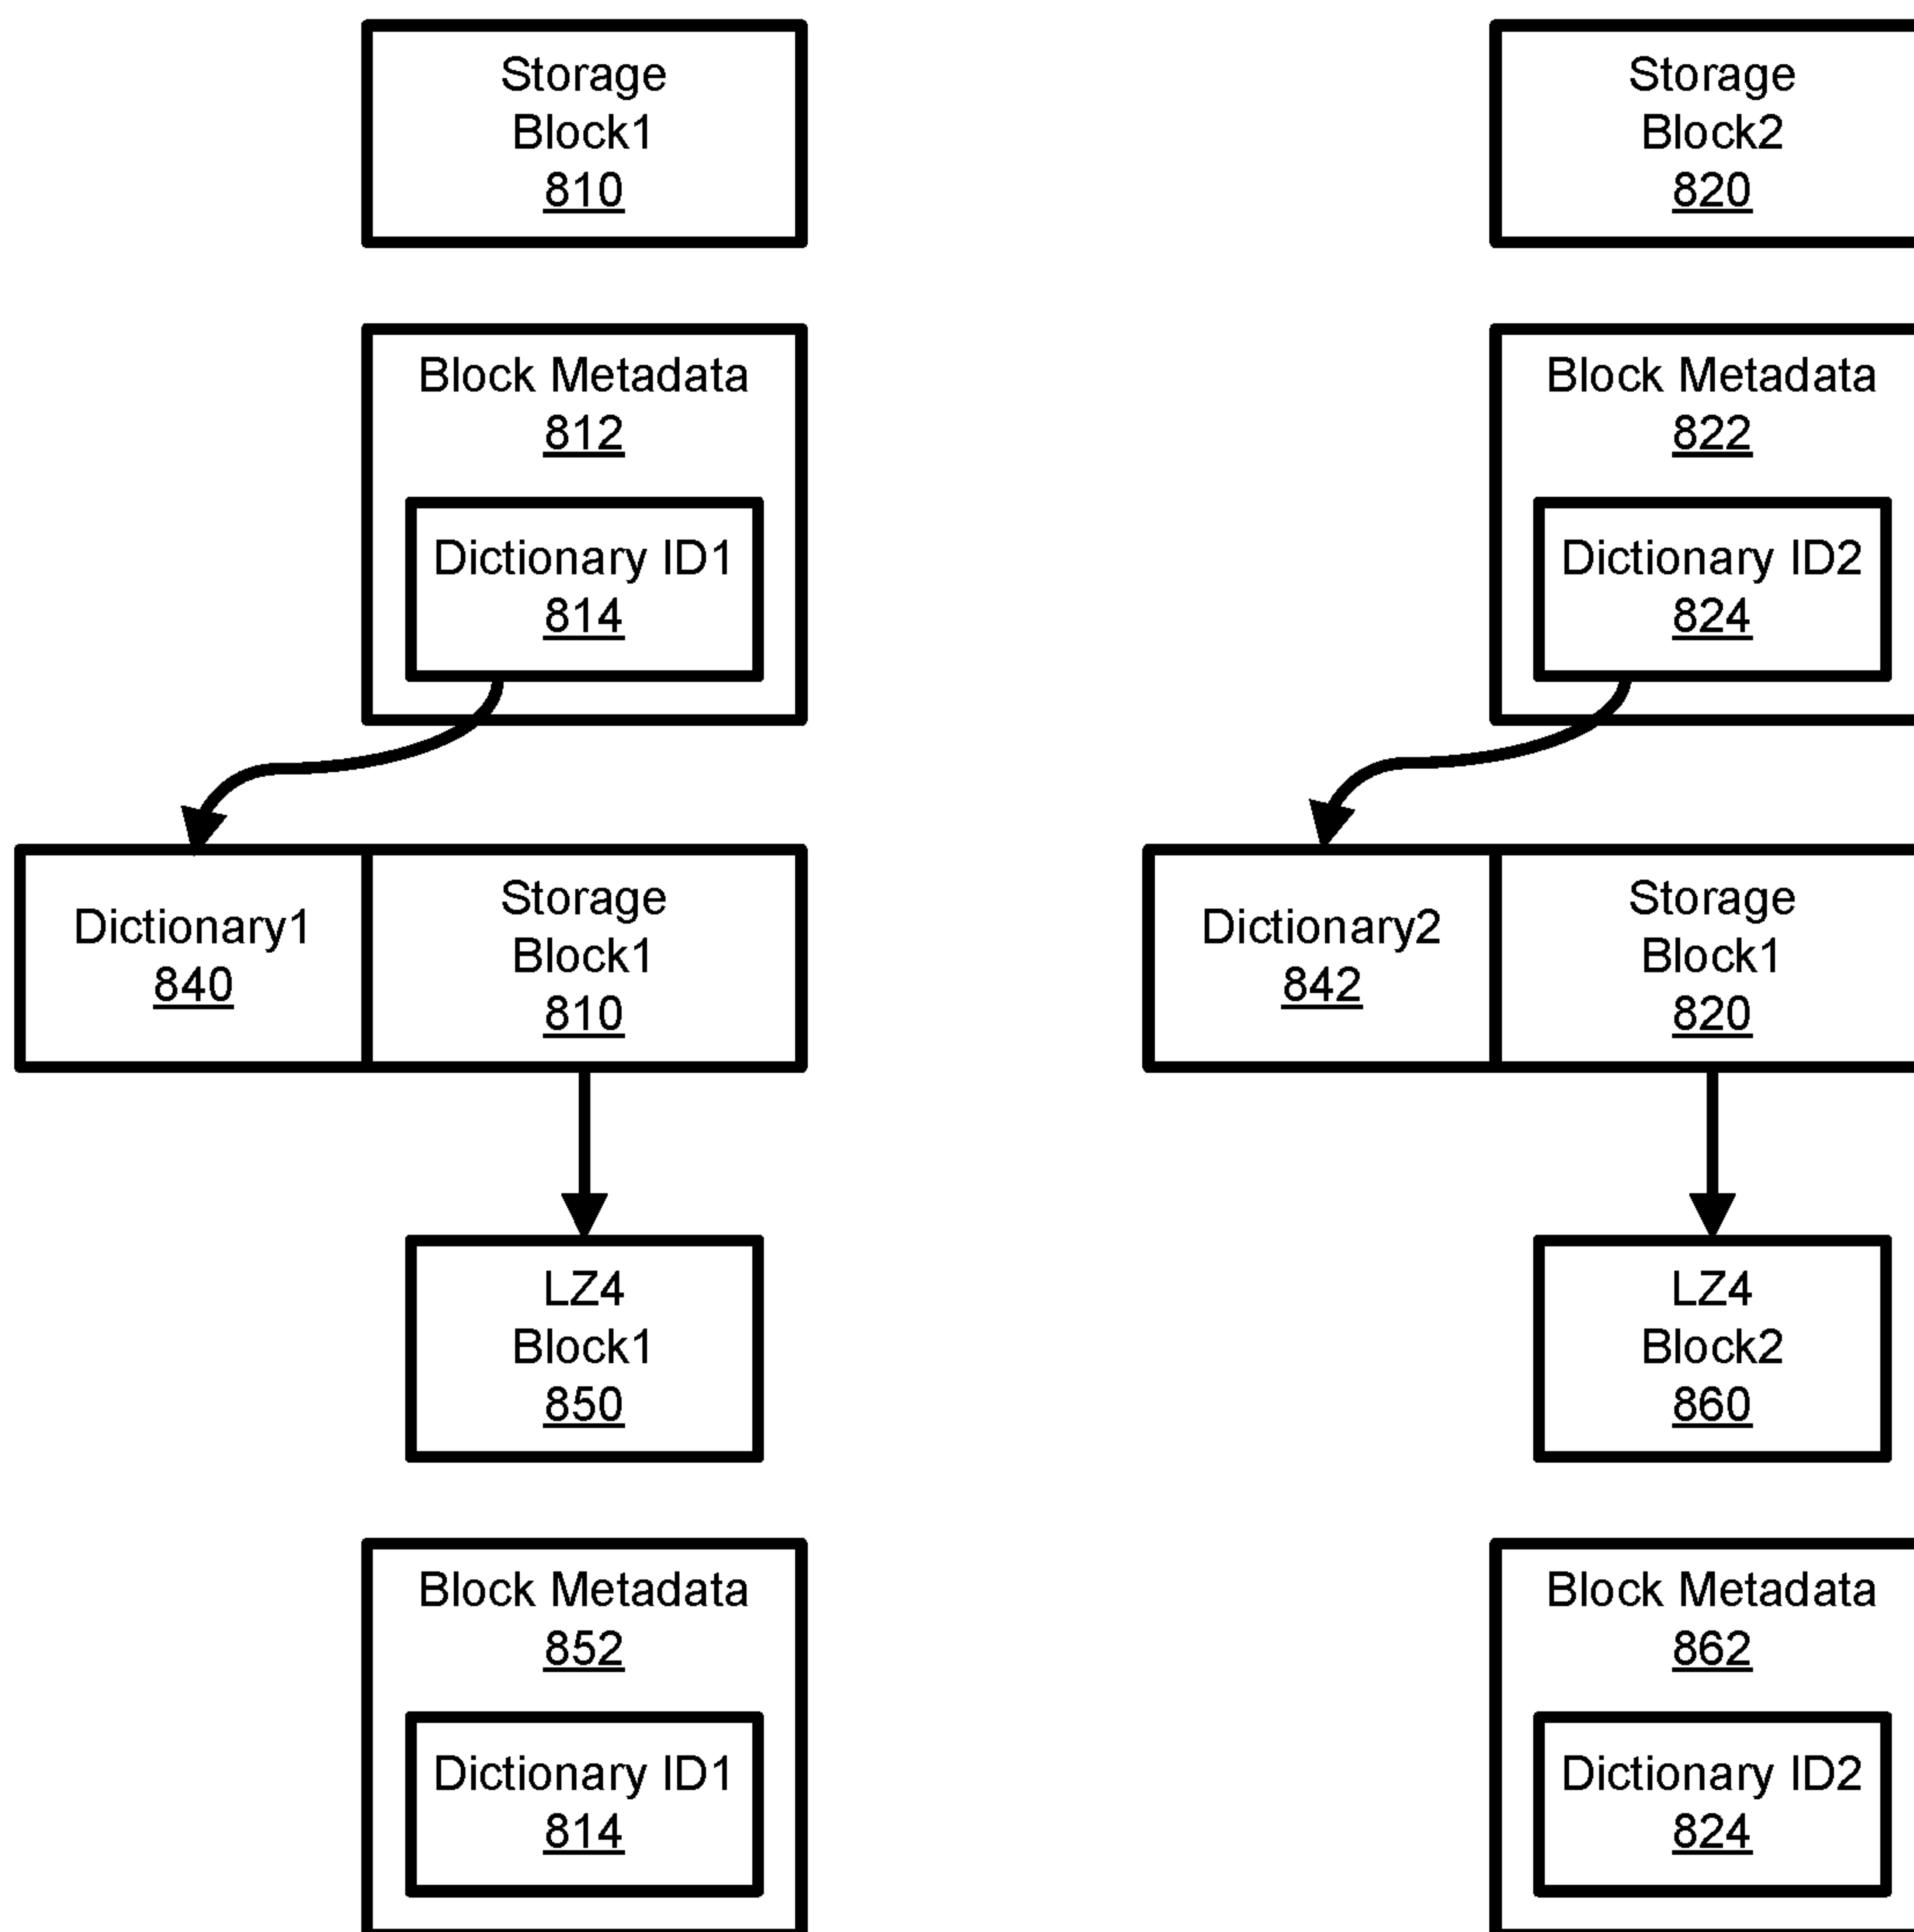 Storage
Block1
810
Storage
Block2
820
Block Metadata
812
Dictionary ID1
814
Block Metadata
822
Dictionary ID2
824
Dictionary1
840
Storage
Block1
810
Dictionary2
842
Storage
Block1
820
LZ4
Block1
850
LZ4
Block2
860
Block Metadata
852
Dictionary ID1
814
Block Metadata
862
Dictionary ID2
824